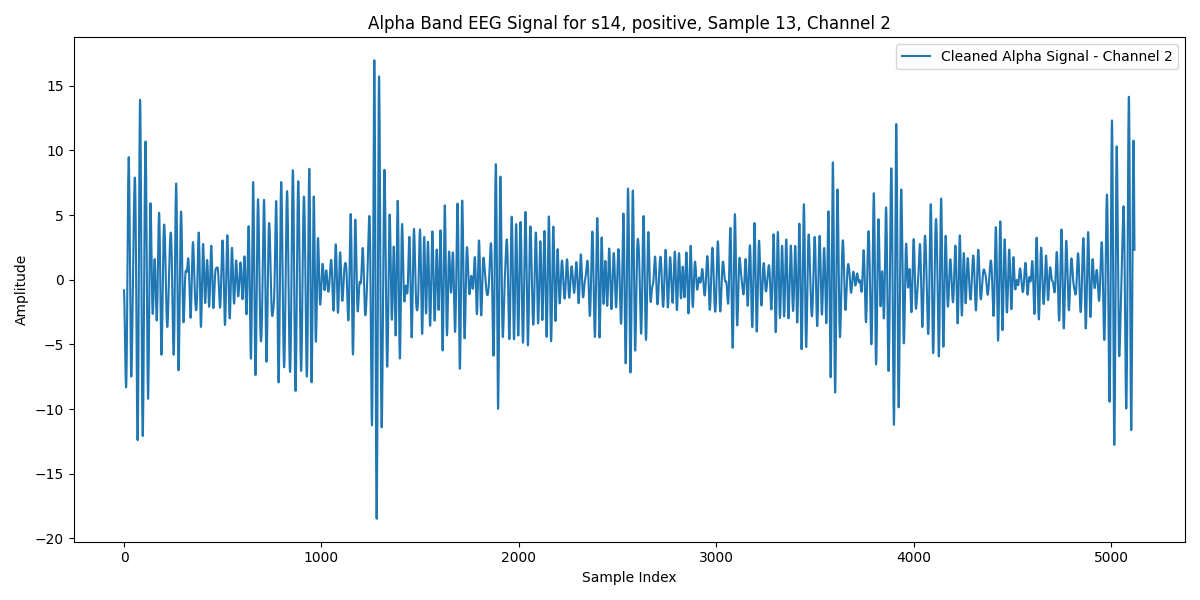 Alpha Band EEG Signal for s14, positive, Sample 13, Channel 2
Cleaned Alpha Signal - Channel 2
15
10
5
0
−5
−10
−15
−20
Amplitude
0 1000 2000 3000 4000 5000
Sample Index